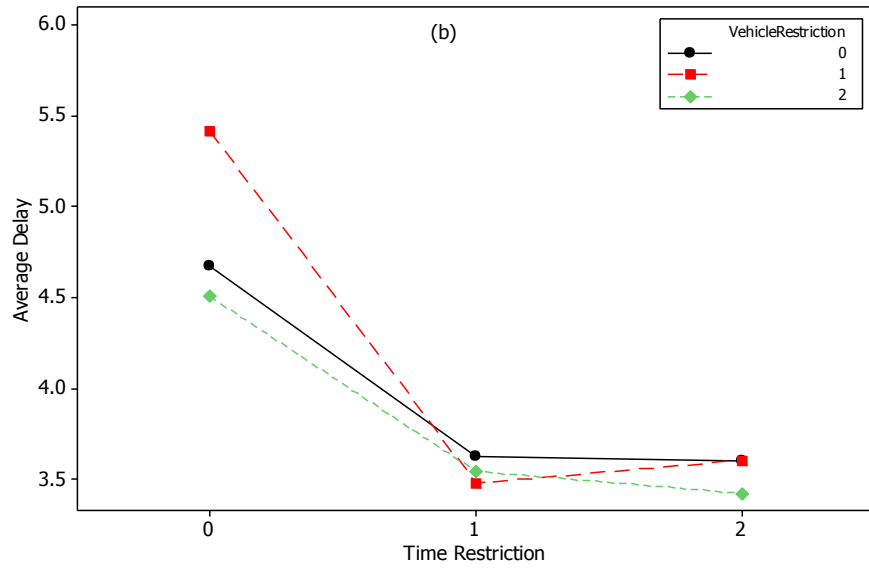 (b)
VehicleRestriction
0
1
2
6.0
5.5
5.0
4.5
4.0
3.5
Average Delay
0 1 2
Time Restriction